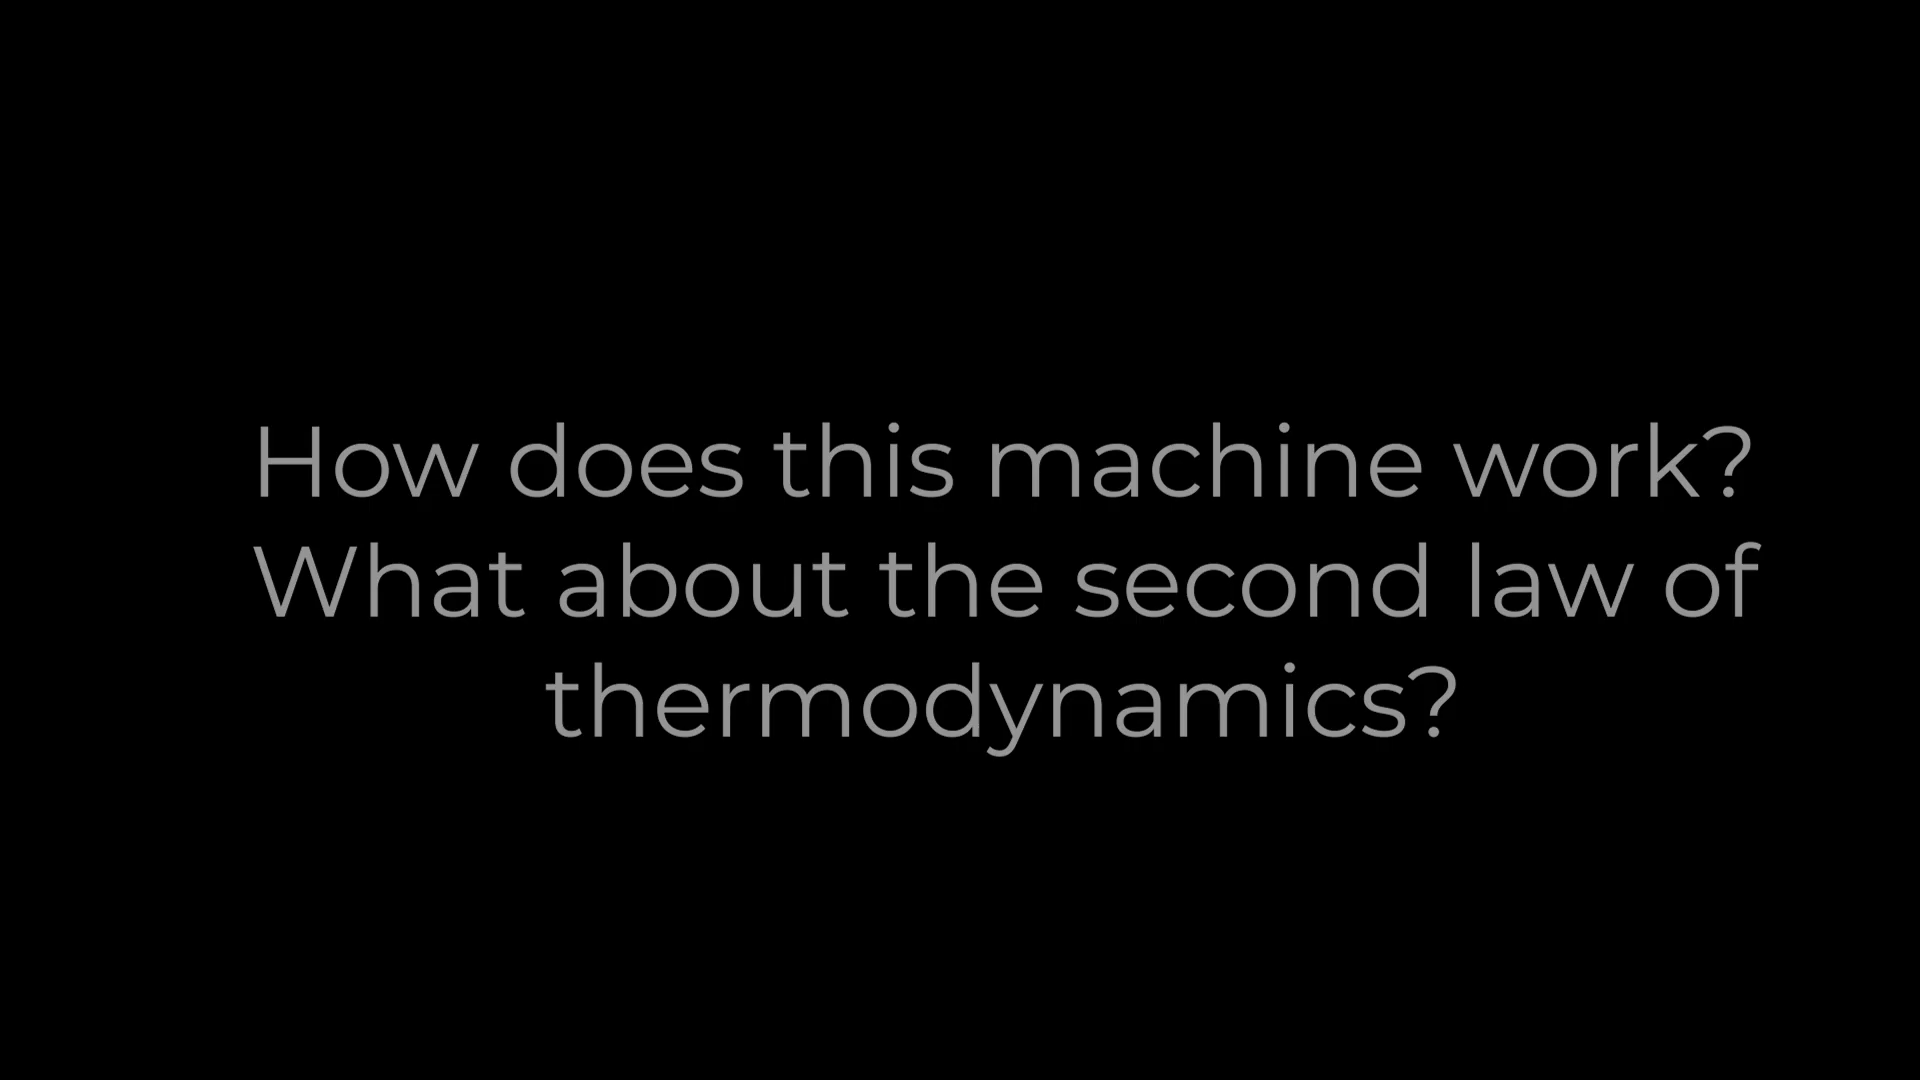 How does this machine work?
What about the second law of
thermodynamics?